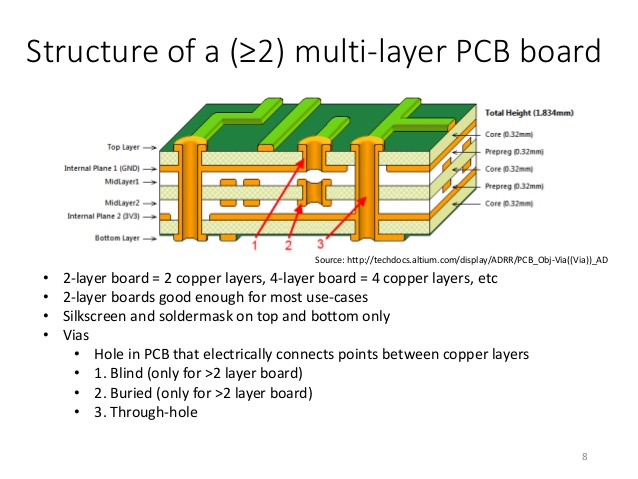 Structure of a (≥2) multi-layer PCB board
Total Height (1.834mm)
Top Layer
Core (0.32mm)
Internal Plane 1 (GND)
Prepreg (0.32mm)
MidLayer1
Core (0.32mm)
MidLayer2
Prepreg (0.32mm)
Internal Plane 2 (3V3)
Core (0.32mm)
Bottom Layer
1 2 3
Source: http://techdocs.altium.com/display/ADRR/PCB_Obj-Via((Via))_AD
• 2-layer board = 2 copper layers, 4-layer board = 4 copper layers, etc
• 2-layer boards good enough for most use-cases
• Silkscreen and soldermask on top and bottom only
• Vias
• Hole in PCB that electrically connects points between copper layers
• 1. Blind (only for >2 layer board)
• 2. Buried (only for >2 layer board)
• 3. Through-hole
8